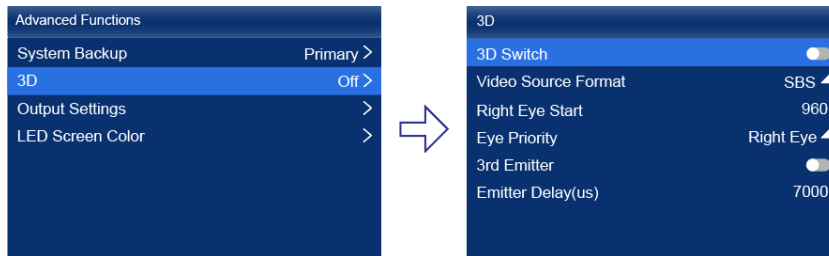 Advanced Functions
System Backup Primary >
3D Off >
Output Settings >
LED Screen Color >
3D
3D Switch
Video Source Format SBS
Right Eye Start 960
Eye Priority Right Eye
3rd Emitter
Emitter Delay(us) 7000